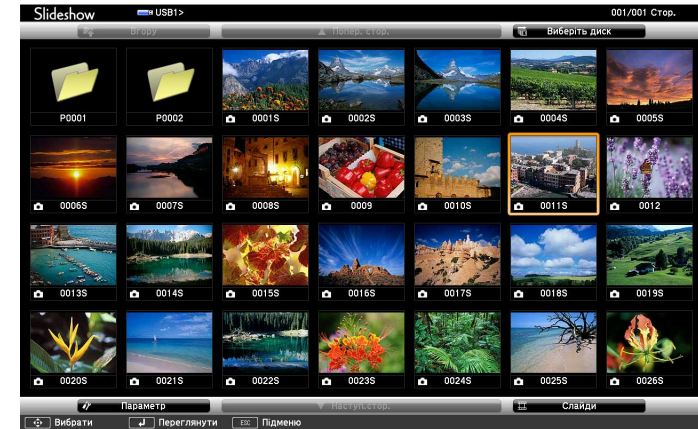 Slideshow USB1> 001/001 Стор.
Вгору Попер. стор. Виберіть диск
P0001 P0002 0001S 0002S 0003S 0004S 0005S
0006S 0007S 0008S 0009 0010S 0011S 0012
0013S 0014S 0015S 0016S 0017S 0018S 0019S
0020S 0021S 0022S 0023S 0024S 0025S 0026S
Параметр Наступ.стор. Слайди
Вибрати Переглянути ESC Підменю